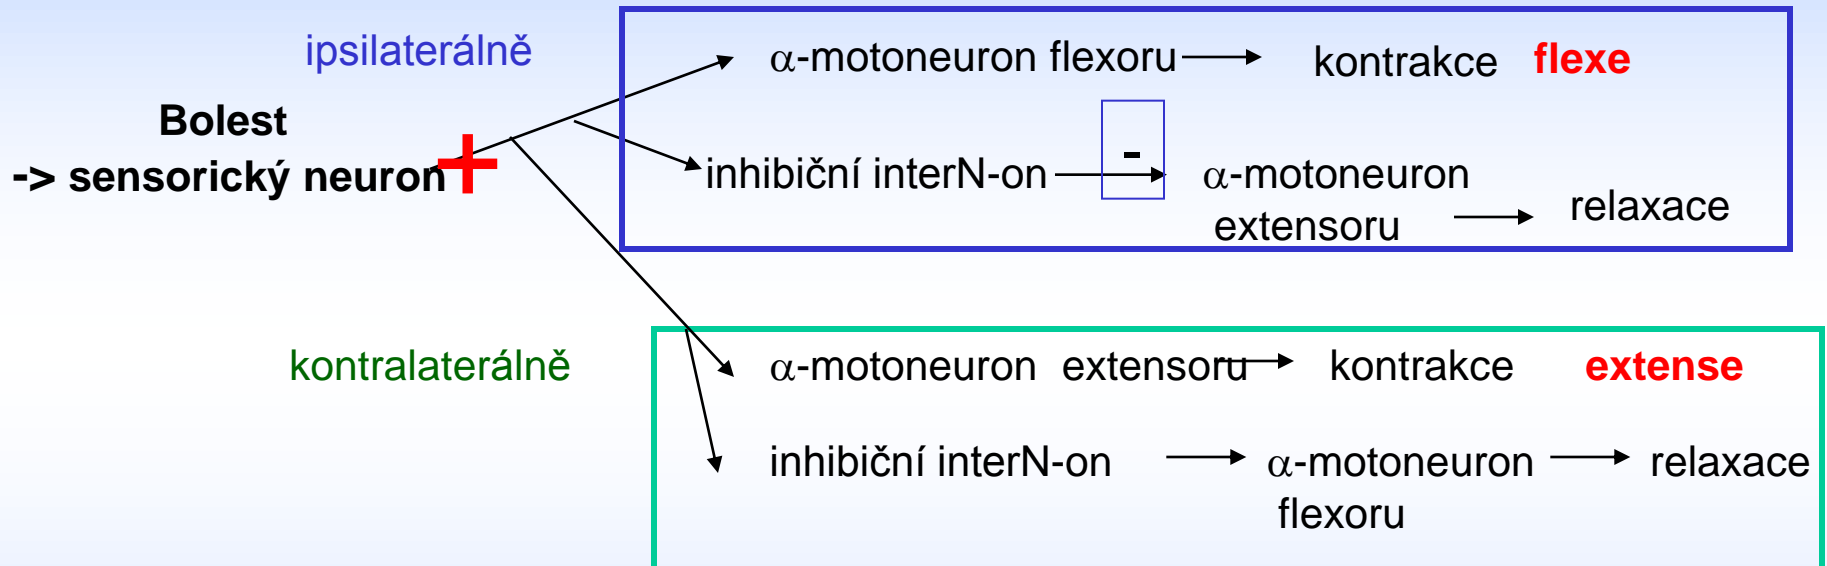 ipsilaterálně
α-motoneuron flexoru kontrakce flexe
Bolest
-> sensorický neuron +
inhibiční interN-on - α-motoneuron
extensoru relaxace
kontralaterálně α-motoneuron extensoru kontrakce extense
inhibiční interN-on α-motoneuron relaxace
flexoru